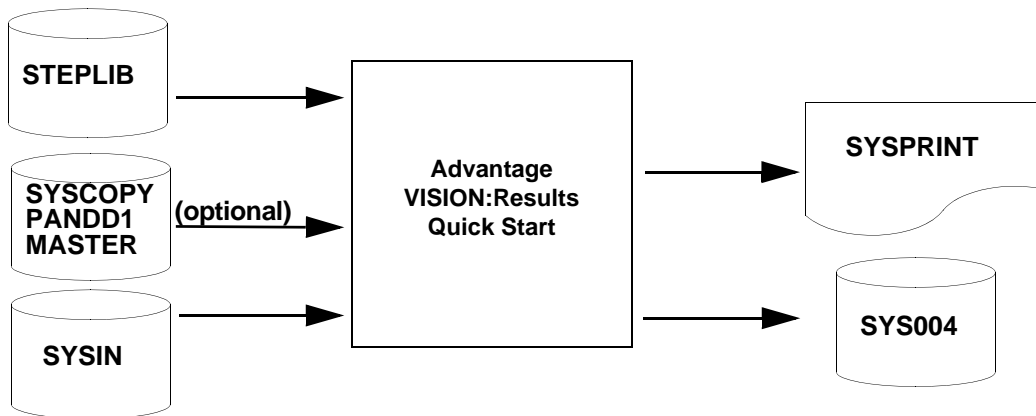 STEPLIB
SYSCOPY
PANDD1
MASTER
(optional)
SYSIN
Advantage
VISION:Results
Quick Start
SYSPRINT
SYS004